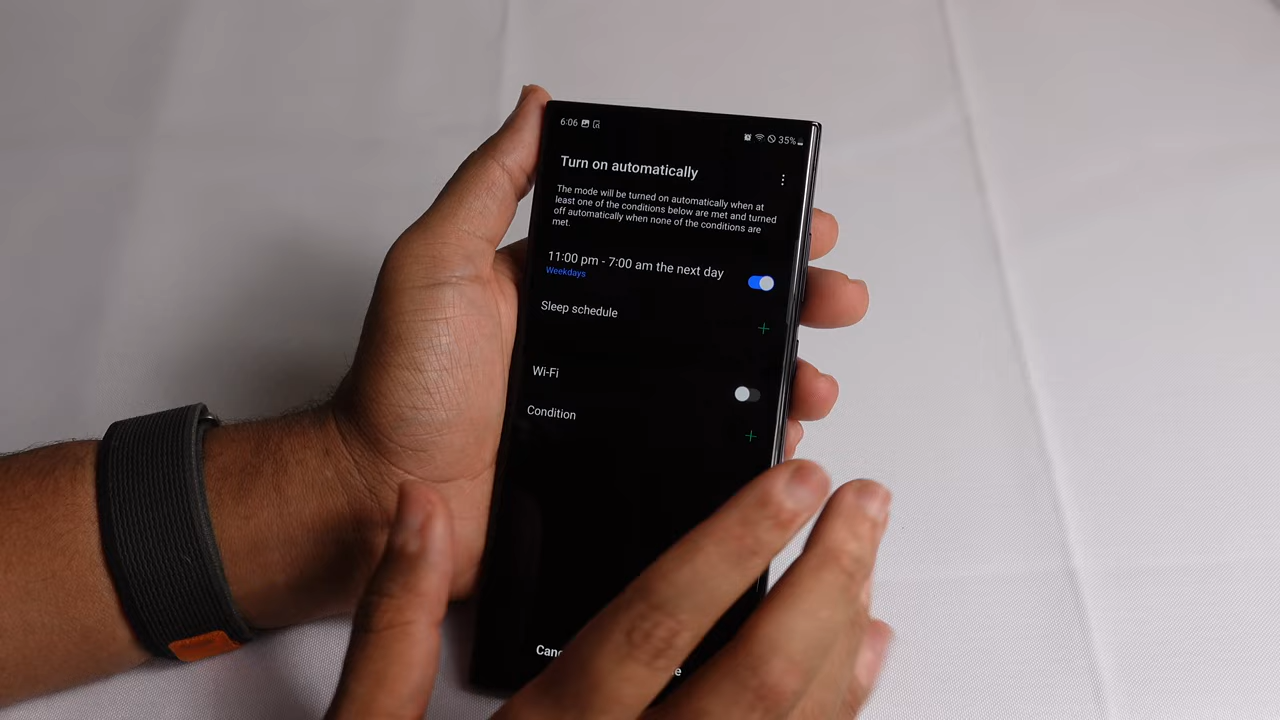 6:06
35%
Turn on automatically
The mode will be turned on automatically when at
least one of the conditions below are met and turned
off automatically when none of the conditions are
met.
11:00 pm - 7:00 am the next day
Weekdays
Sleep schedule
Wi-Fi
Condition
Canc
e